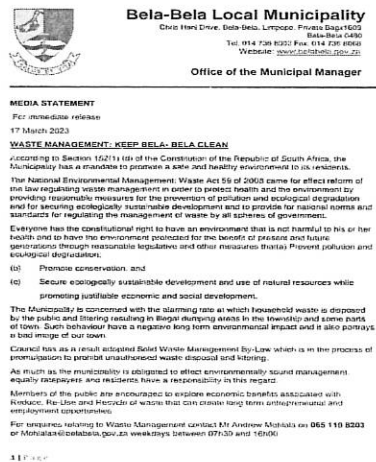 Bela-Bela Local Municipality
Chris Hani Drive, Bela-Bela, Limpopo, Private Bag x1609
Bela-Bela 0480
Tel: 014 736 8002 Fax: 014 736 8068
Website: www.belabela.gov.za
Office of the Municipal Manager
MEDIA STATEMENT
For immediate release
17 March 2023
WASTE MANAGEMENT: KEEP BELA- BELA CLEAN
According to Section 152(1) (d) of the Constitution of the Republic of South Africa, the
Municipality has a mandate to promote a safe and healthy environment to its residents.
The National Environmental Management: Waste Act 59 of 2008 came for effect reform of
the law regulating waste management in order to protect health and the environment by
providing reasonable measures for the prevention of pollution and ecological degradation
and for securing ecologically sustainable development and to provide for national norms and
standards for regulating the management of waste by all spheres of government.
Everyone has the constitutional right to have an environment that is not harmful to his or her
health and to have the environment protected for the benefit of present and future
generations through reasonable legislative and other measures that(a) Prevent pollution and
ecological degradation;
(b) Promote conservation, and
(c) Secure ecologically sustainable development and use of natural resources while
promoting justifiable economic and social development.
The Municipality is concerned with the alarming rate at which household waste is disposed
by the public and littering resulting in illegal dumping areas in the township and some parts
of town. Such behaviour have a negative long term environmental impact and it also portrays
a bad image of our town.
Council has as a result adopted Solid Waste Management By-Law which is in the process of
promulgation to prohibit unauthorised waste disposal and littering.
As much as the municipality is obligated to effect environmentally sound management,
equally ratepayers and residents have a responsibility in this regard.
Members of the public are encouraged to explore economic benefits associated with
Reduce, Re-Use and Recycle of waste that can create long term entrepreneurial and
employment opportunities.
For enquiries relating to Waste Management contact Mr Andrew Mohlala on 065 110 8203
or MohlalaA@belabela.gov.za weekdays between 07h30 and 16h00
1 | Page